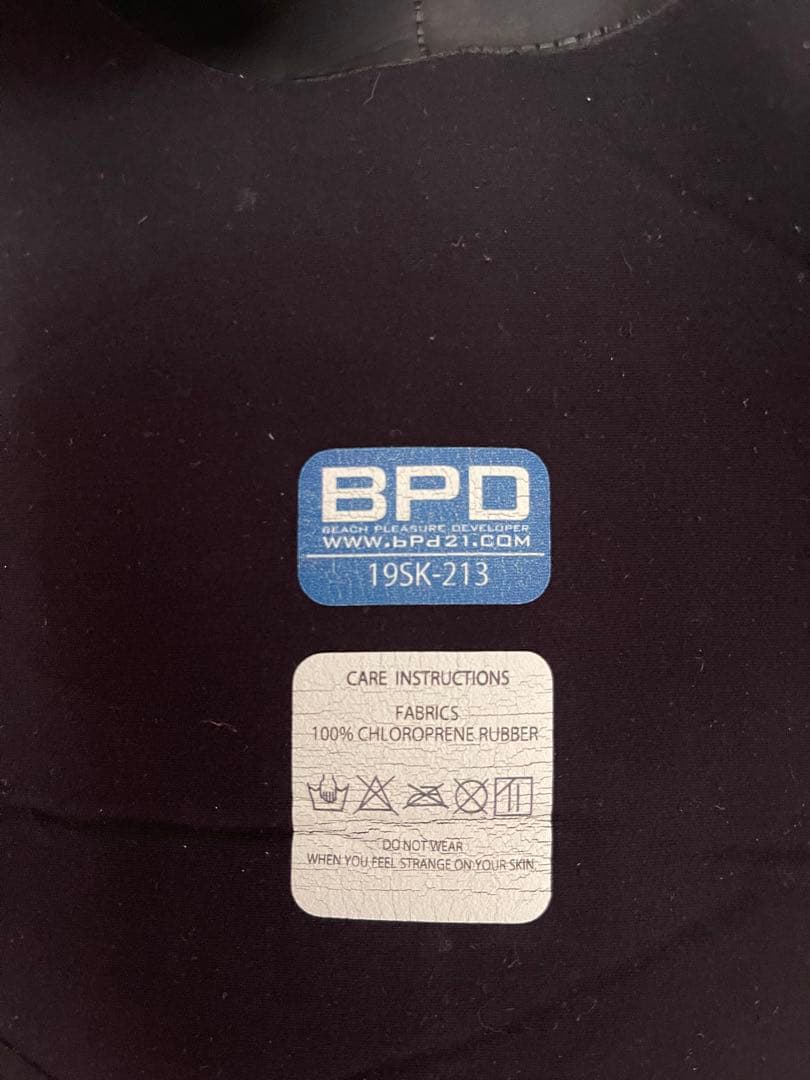 BPD
BEACH PLEASURE DEVELOPER
WWW.bPd21.COM
19SK-213
CARE INSTRUCTIONS
FABRICS
100% CHLOROPRENE RUBBER
DO NOT WEAR
WHEN YOU FEEL STRANGE ON YOUR SKIN.